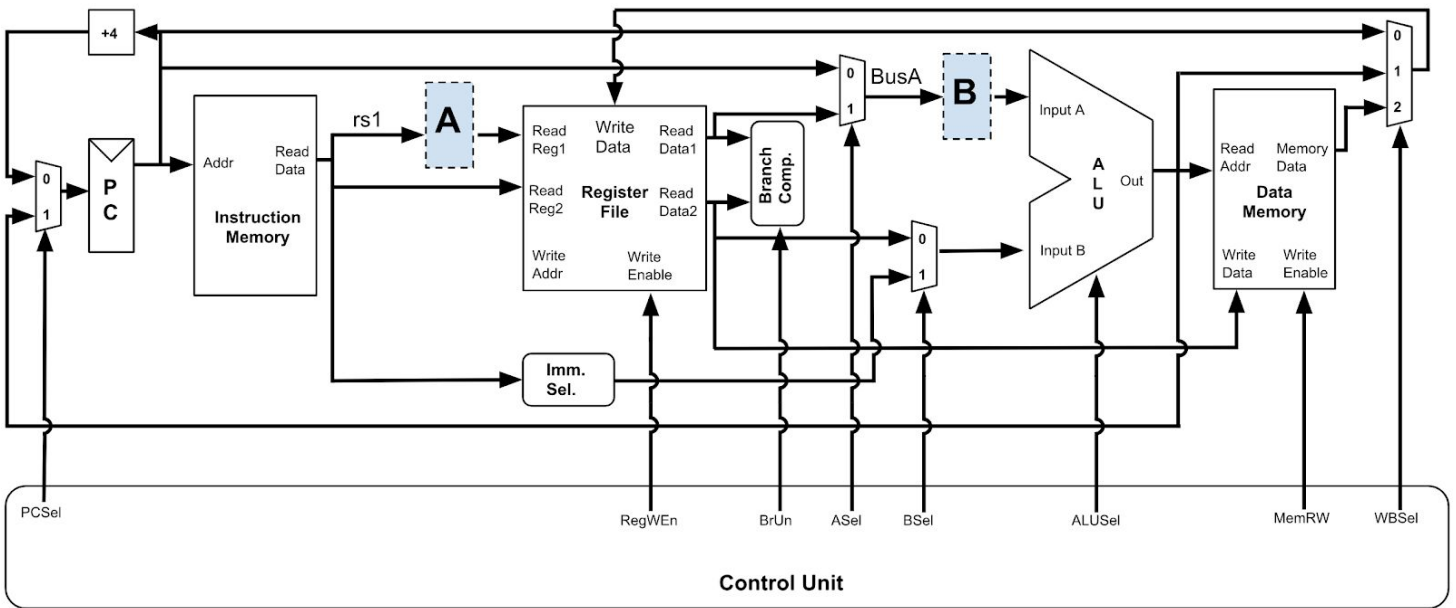 +4
0
1
2
0
1
BusA
B
Input A
rs1
A
Read
Reg1
Write
Data
Read
Data1
Branch
Comp.
Addr
Read
Data
0
1
P
C
Instruction
Memory
Read
Reg2
Register
File
Read
Data2
Write
Addr
Write
Enable
0
1
Input B
A
L
U
Out
Read
Addr
Memory
Data
Data
Memory
Write
Data
Write
Enable
Imm.
Sel.
PCSel
RegWEn
BrUn
ASel
BSel
ALUSel
MemRW
WBSel
Control Unit